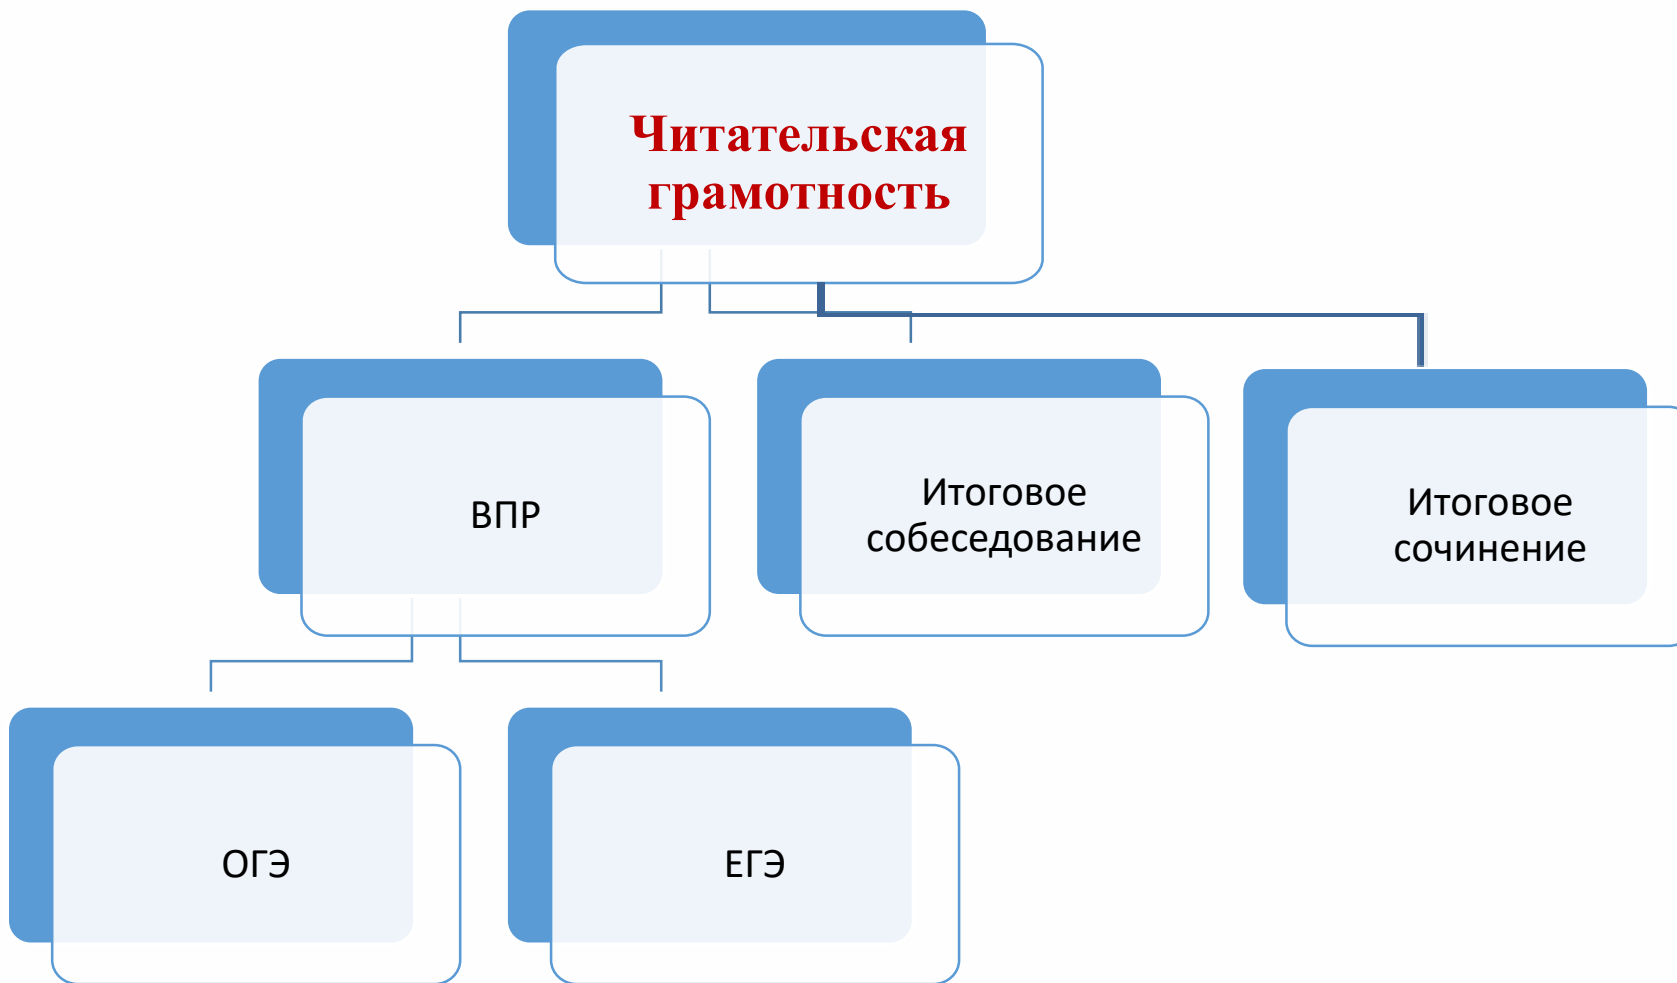 Читательская
грамотность
ВПР
Итоговое
собеседование
Итоговое
сочинение
ОГЭ
ЕГЭ